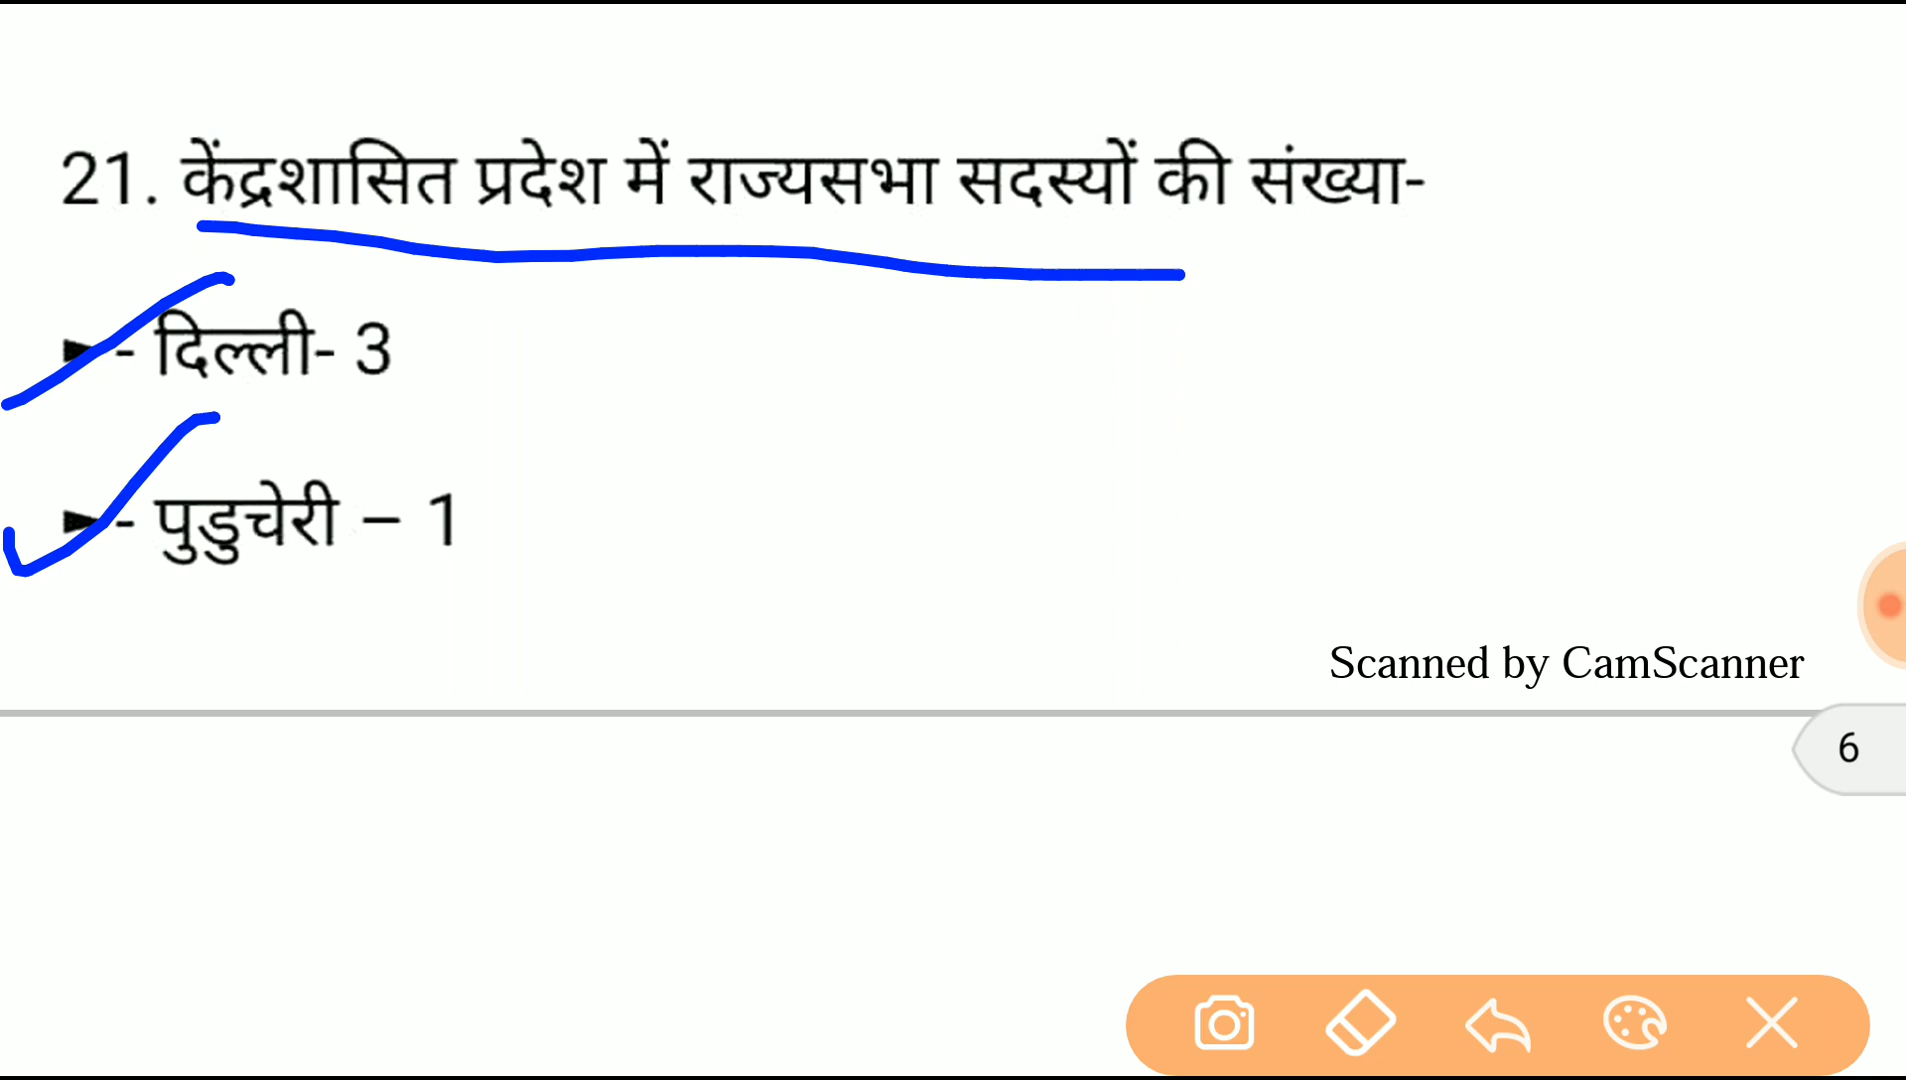 21. केंद्रशासित प्रदेश में राज्यसभा सदस्यों की संख्या-
►- दिल्ली- 3
►- पुडुचेरी – 1
Scanned by CamScanner
6